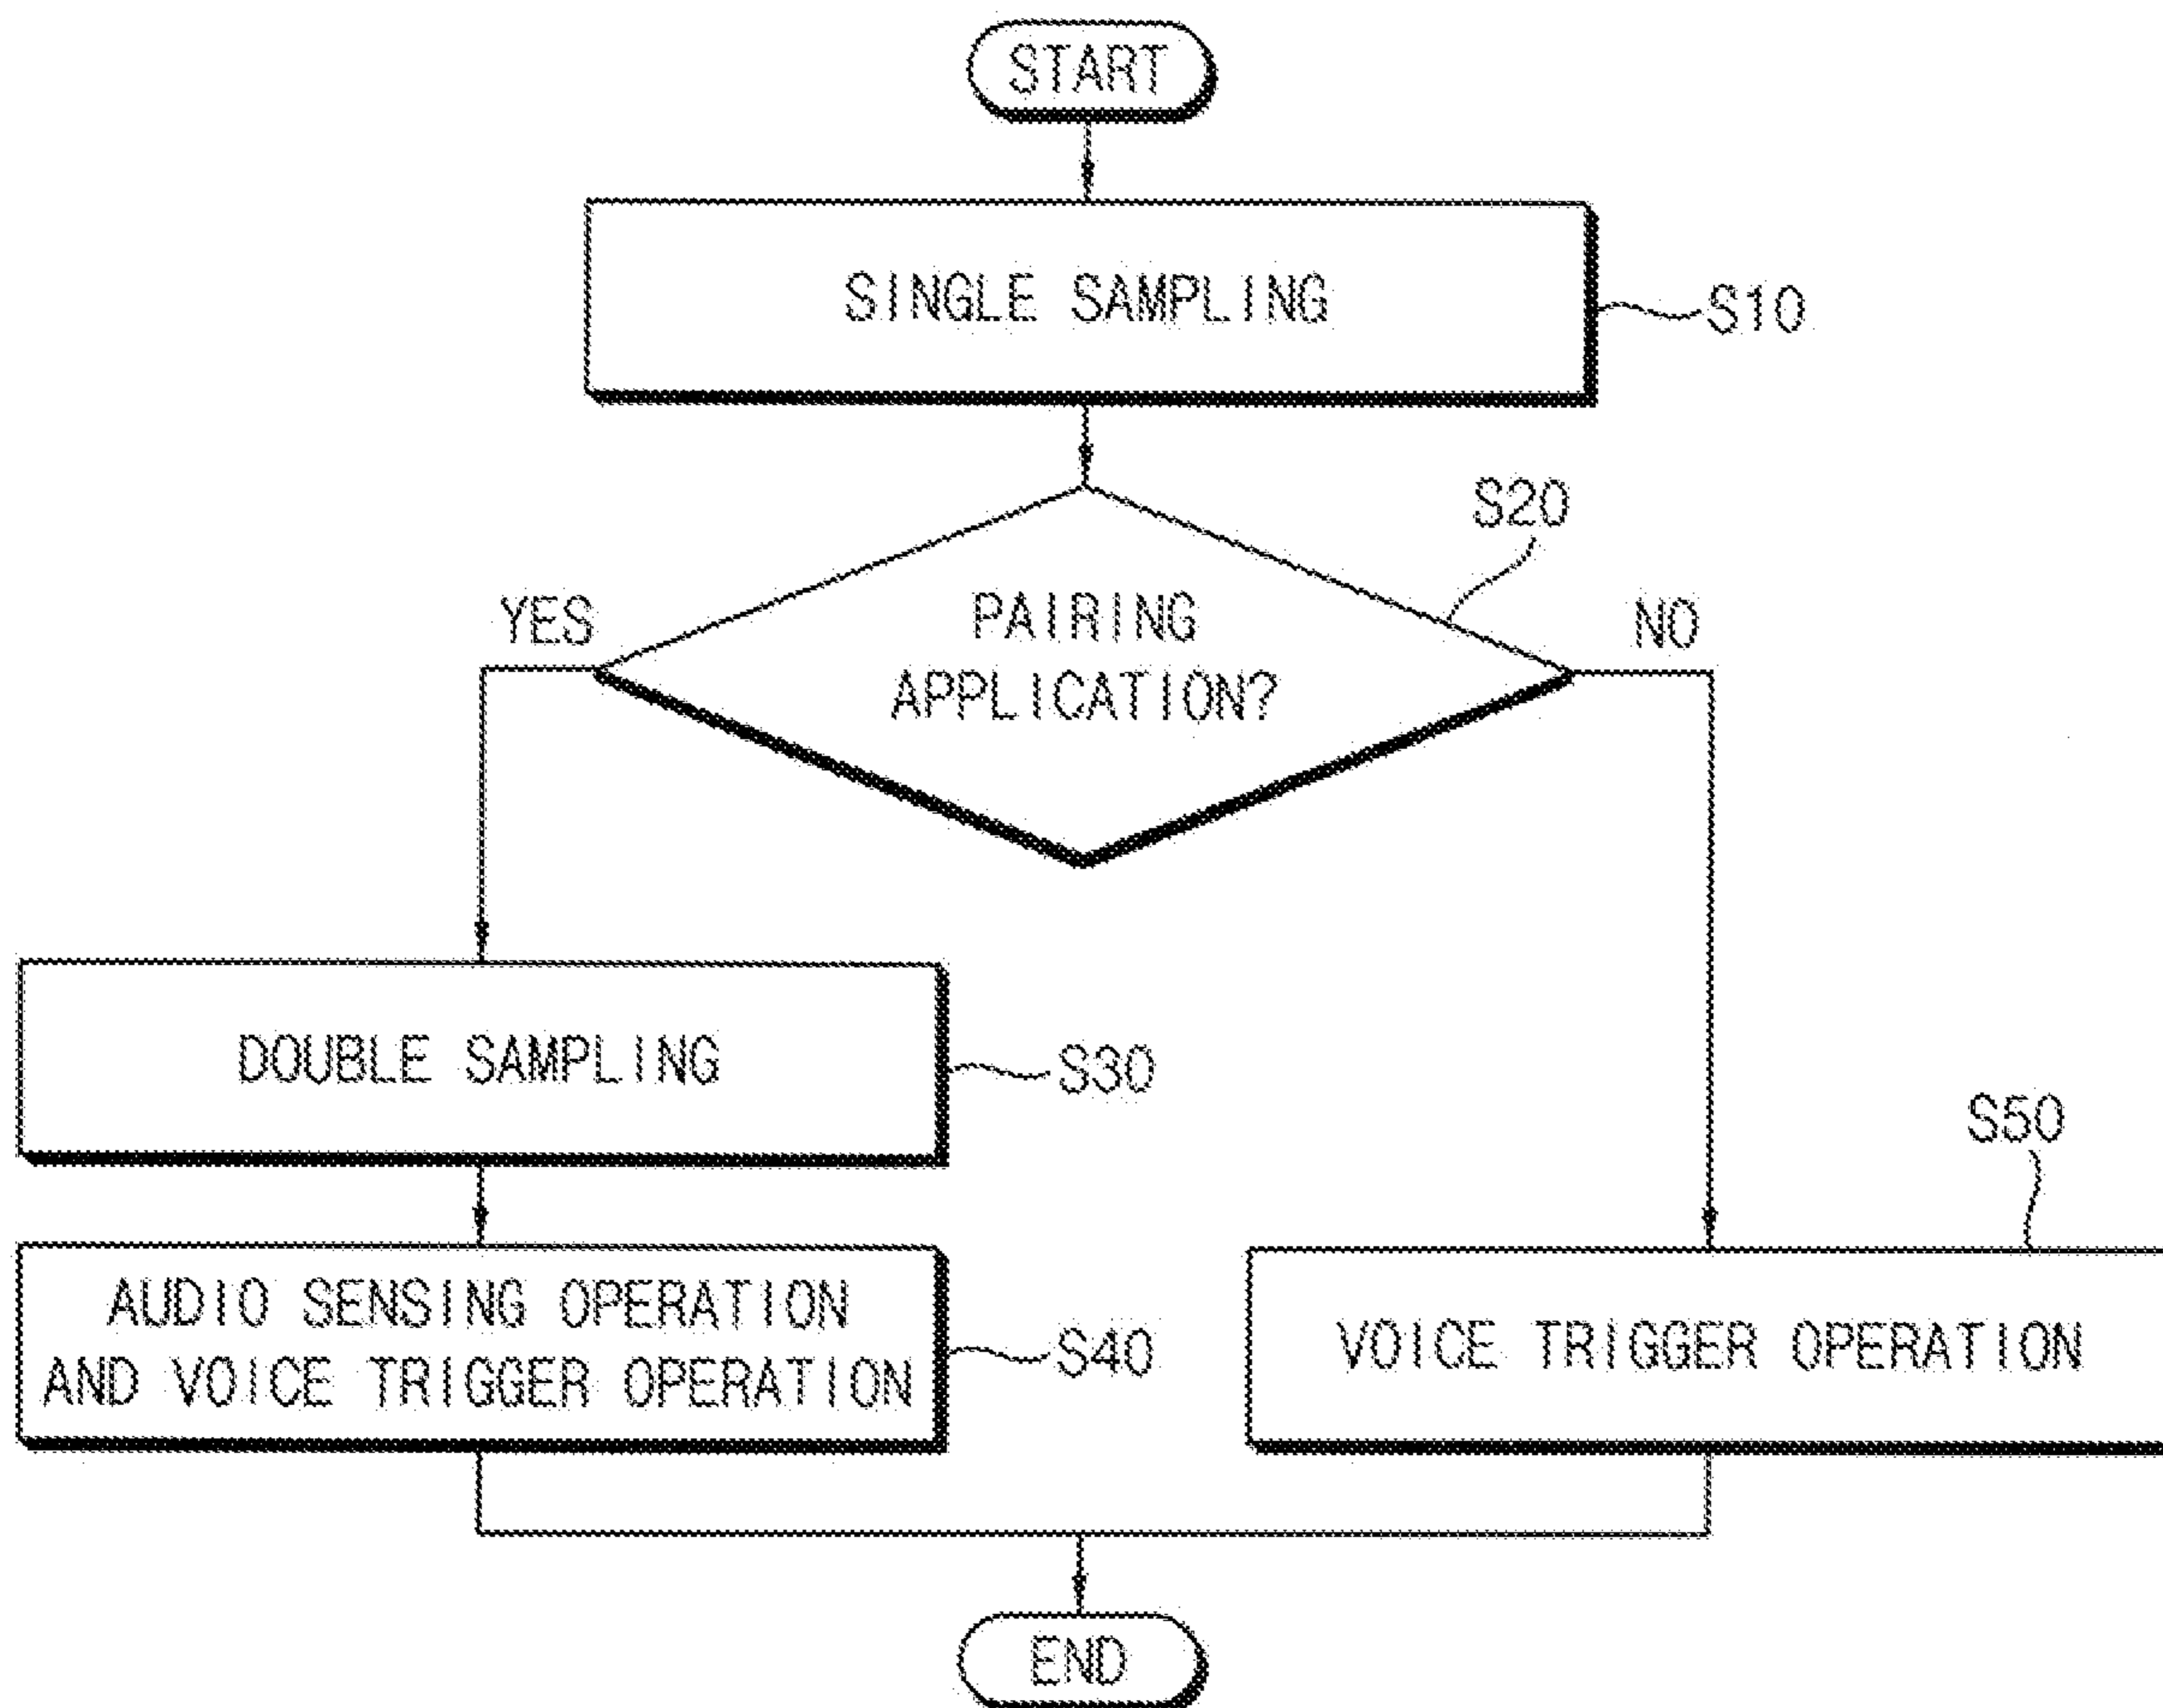 START
SINGLE SAMPLING
S10
S20
YES
PAIRING
APPLICATION?
NO
DOUBLE SAMPLING
S30
S50
AUDIO SENSING OPERATION
AND VOICE TRIGGER OPERATION
S40
VOICE TRIGGER OPERATION
END